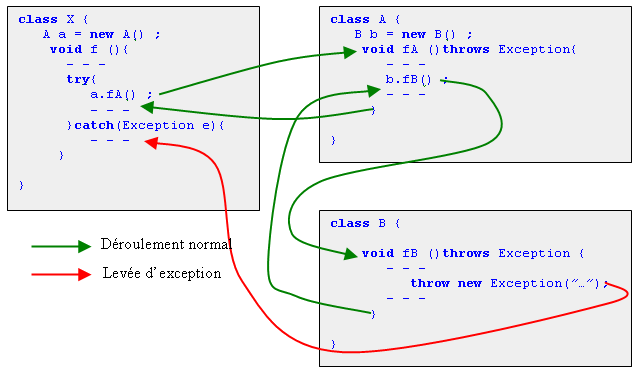 class X {
A a = new A() ;
void f (){
- - -
try{
a.fA() ;
- - -
}catch(Exception e){
- - -
}
}
class A {
B b = new B() ;
void fA ()throws Exception{
- - -
b.fB() ;
- - -
}
}
class B {
void fB ()throws Exception {
- - -
throw new Exception("…");
- - -
}
}
Déroulement normal
Levée d'exception